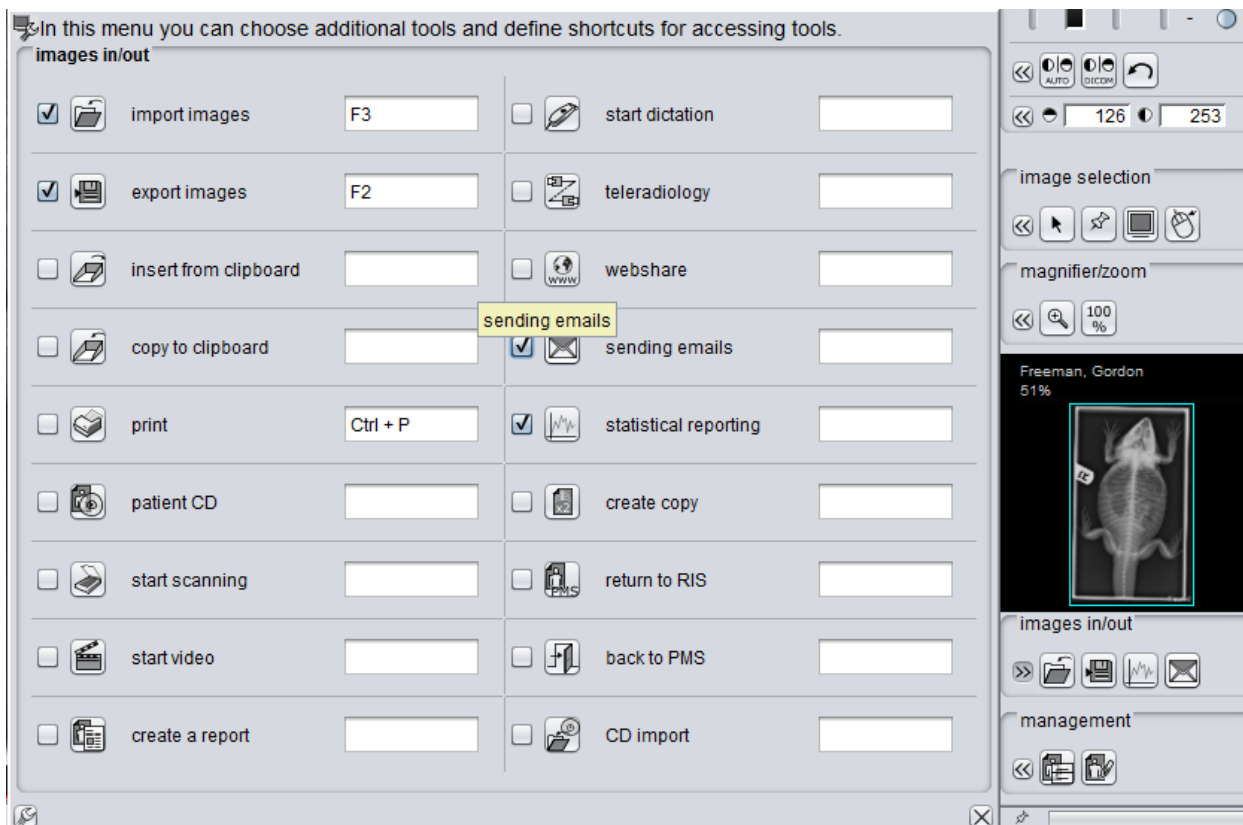 In this menu you can choose additional tools and define shortcuts for accessing tools.
images in/out
import images F3 start dictation
export images F2 teleradiology
insert from clipboard WWW webshare
sending emails
copy to clipboard sending emails
print Ctrl + P statistical reporting
patient CD x2 create copy
start scanning PMS return to RIS
start video back to PMS
create a report CD import
-
AUTO DICOM
126 253
image selection
magnifier/zoom
100 %
Freeman, Gordon
51%
images in/out
management